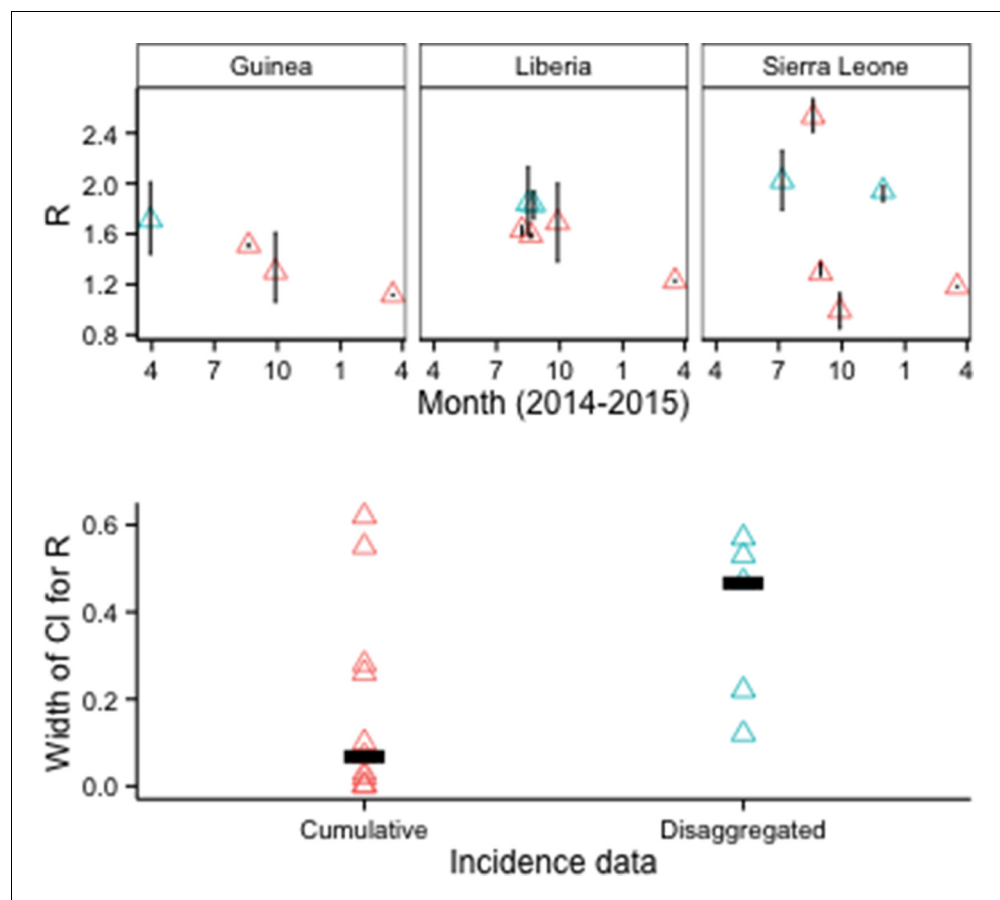 Guinea Liberia Sierra Leone
2.4
2.0
1.6
1.2
0.8
R
4 7 10 1 4 4 7 10 1 4 4 7 10 1 4
Month (2014-2015)
0.6
0.4
0.2
0.0
Width of CI for R
Cumulative Disaggregated
Incidence data